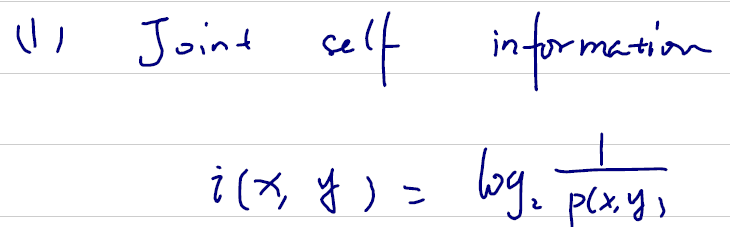 (1) Joint self information
i(x, y) = log₂ 1/p(x,y)